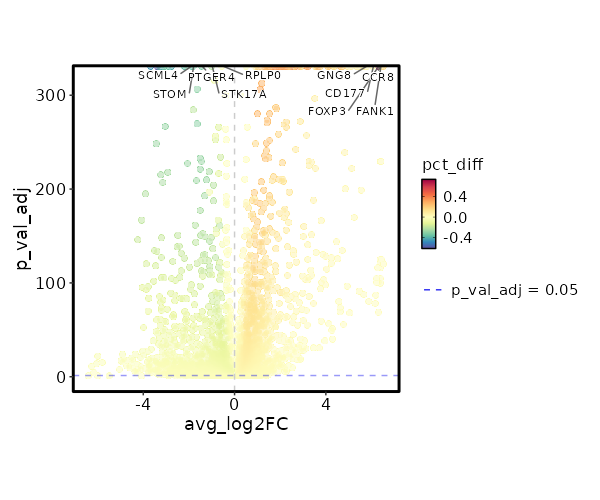 SCML4 PTGER4 RPLP0 GNG8 CCR8
STOM STK17A CD177
FOXP3 FANK1
300
200
100
0
p_val_adj
-4 0 4
avg_log2FC
pct_diff
0.4
0.0
-0.4
p_val_adj = 0.05